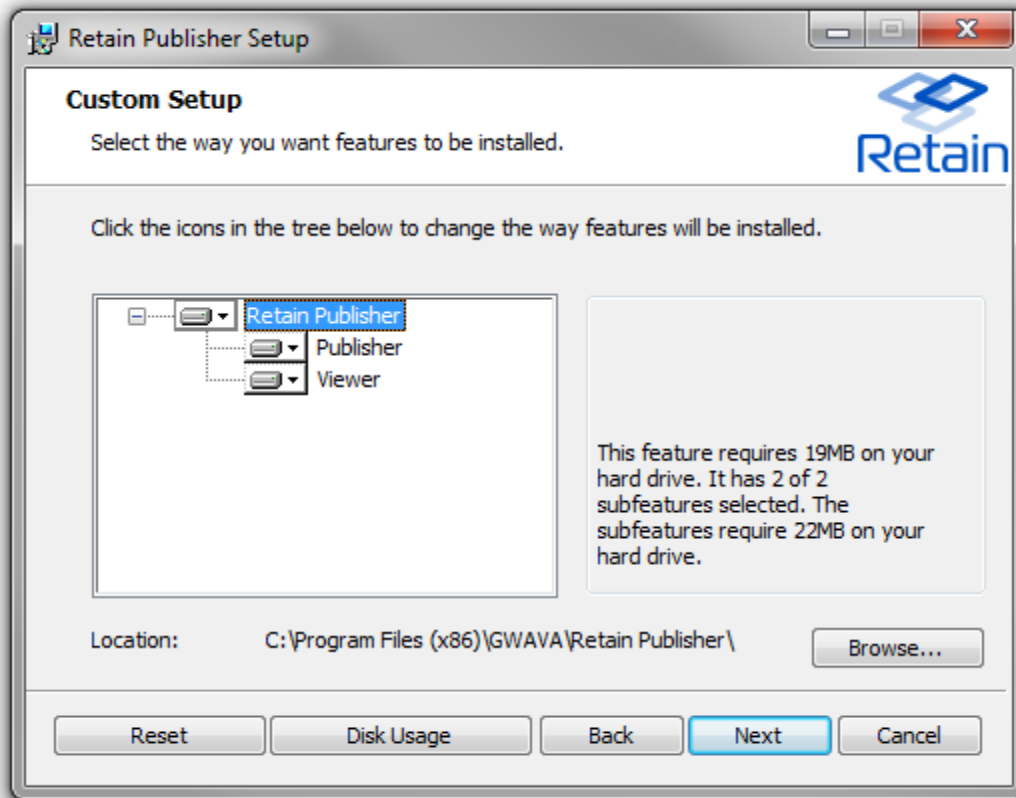 Retain Publisher Setup
Custom Setup
Select the way you want features to be installed.
Retain
Click the icons in the tree below to change the way features will be installed.
Retain Publisher
Publisher
Viewer
This feature requires 19MB on your
hard drive. It has 2 of 2
subfeatures selected. The
subfeatures require 22MB on your
hard drive.
Location: C:\Program Files (x86)\GWAVA\Retain Publisher\ Browse...
Reset Disk Usage Back Next Cancel